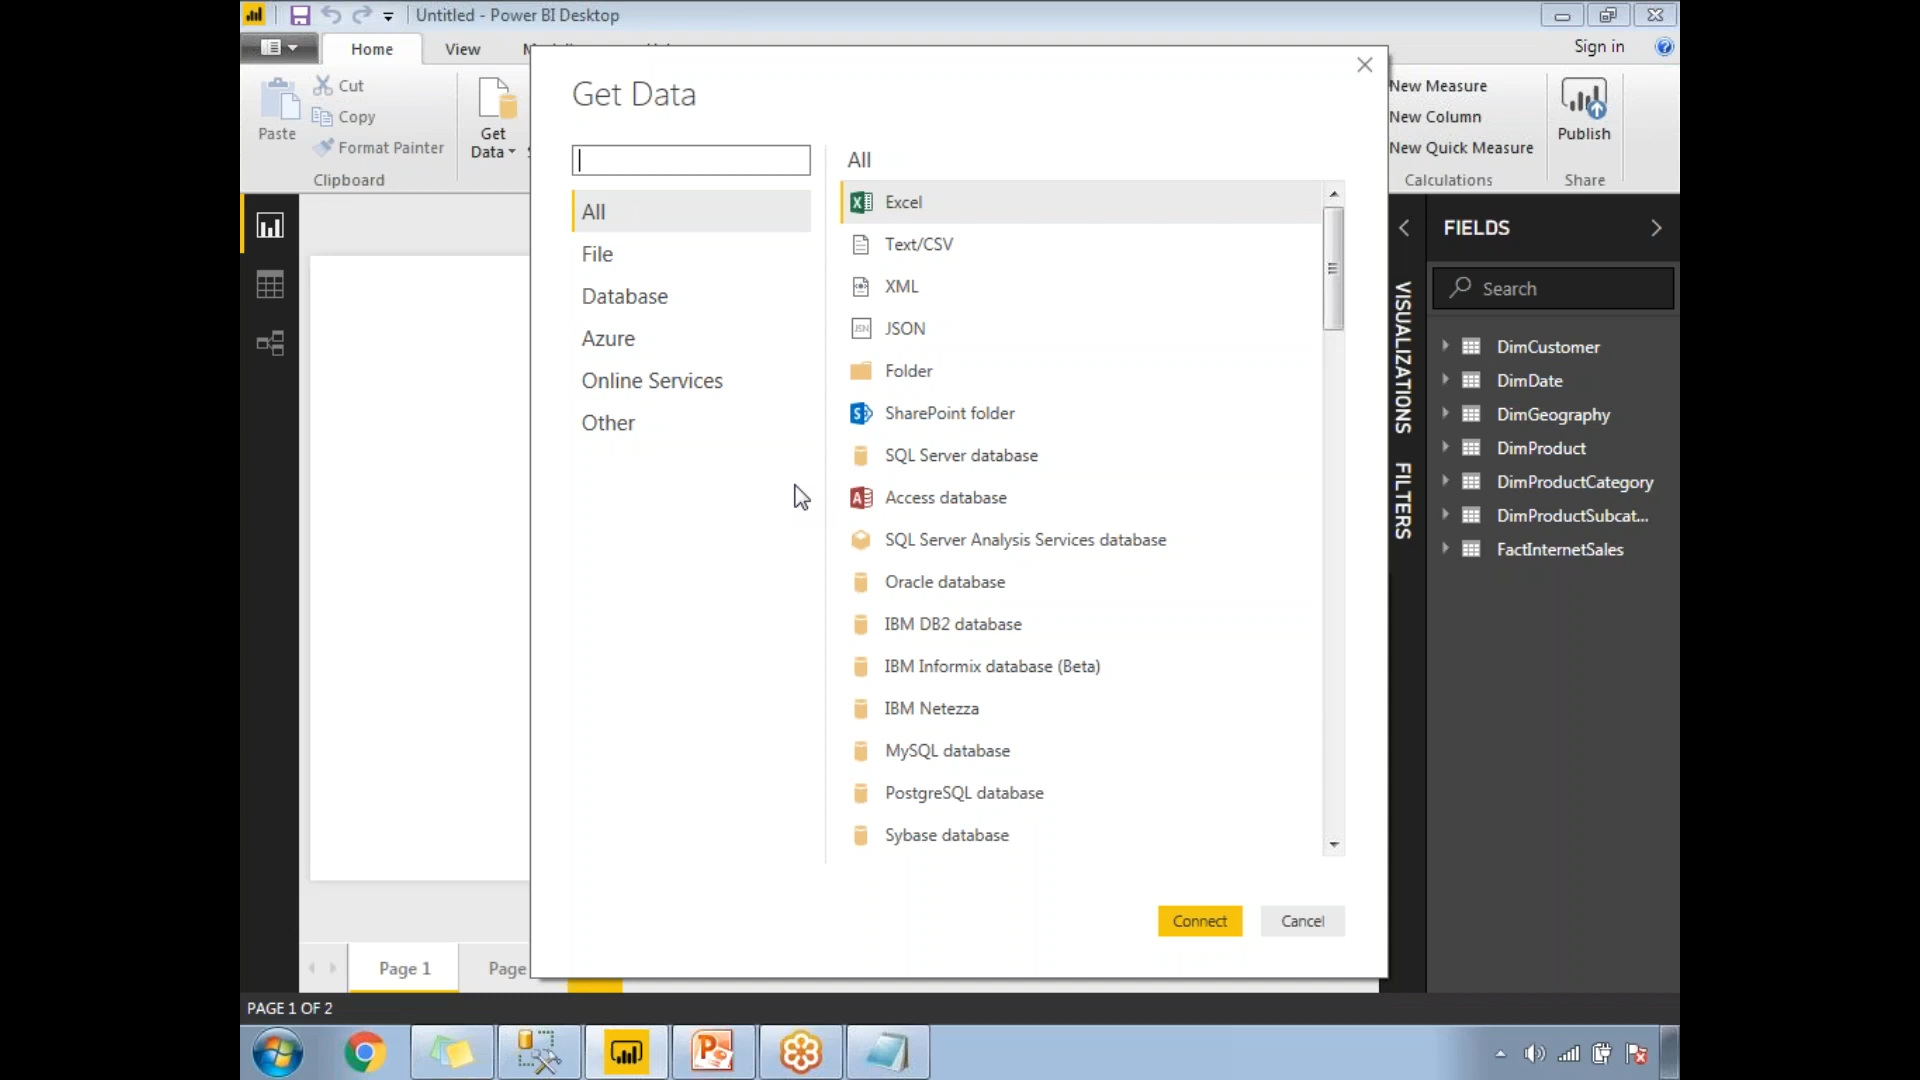 Untitled - Power BI Desktop
Home
View
Sign in
Paste
Cut
Copy
Format Painter
Clipboard
Get
Data
New Measure
New Column
New Quick Measure
Calculations
Publish
Share
Get Data
All
File
Database
Azure
Online Services
Other
All
Excel
Text/CSV
XML
JSON
Folder
SharePoint folder
SQL Server database
Access database
SQL Server Analysis Services database
Oracle database
IBM DB2 database
IBM Informix database (Beta)
IBM Netezza
MySQL database
PostgreSQL database
Sybase database
Connect
Cancel
VISUALIZATIONS
FILTERS
FIELDS
Search
DimCustomer
DimDate
DimGeography
DimProduct
DimProductCategory
DimProductSubcat...
FactInternetSales
Page 1
Page
PAGE 1 OF 2